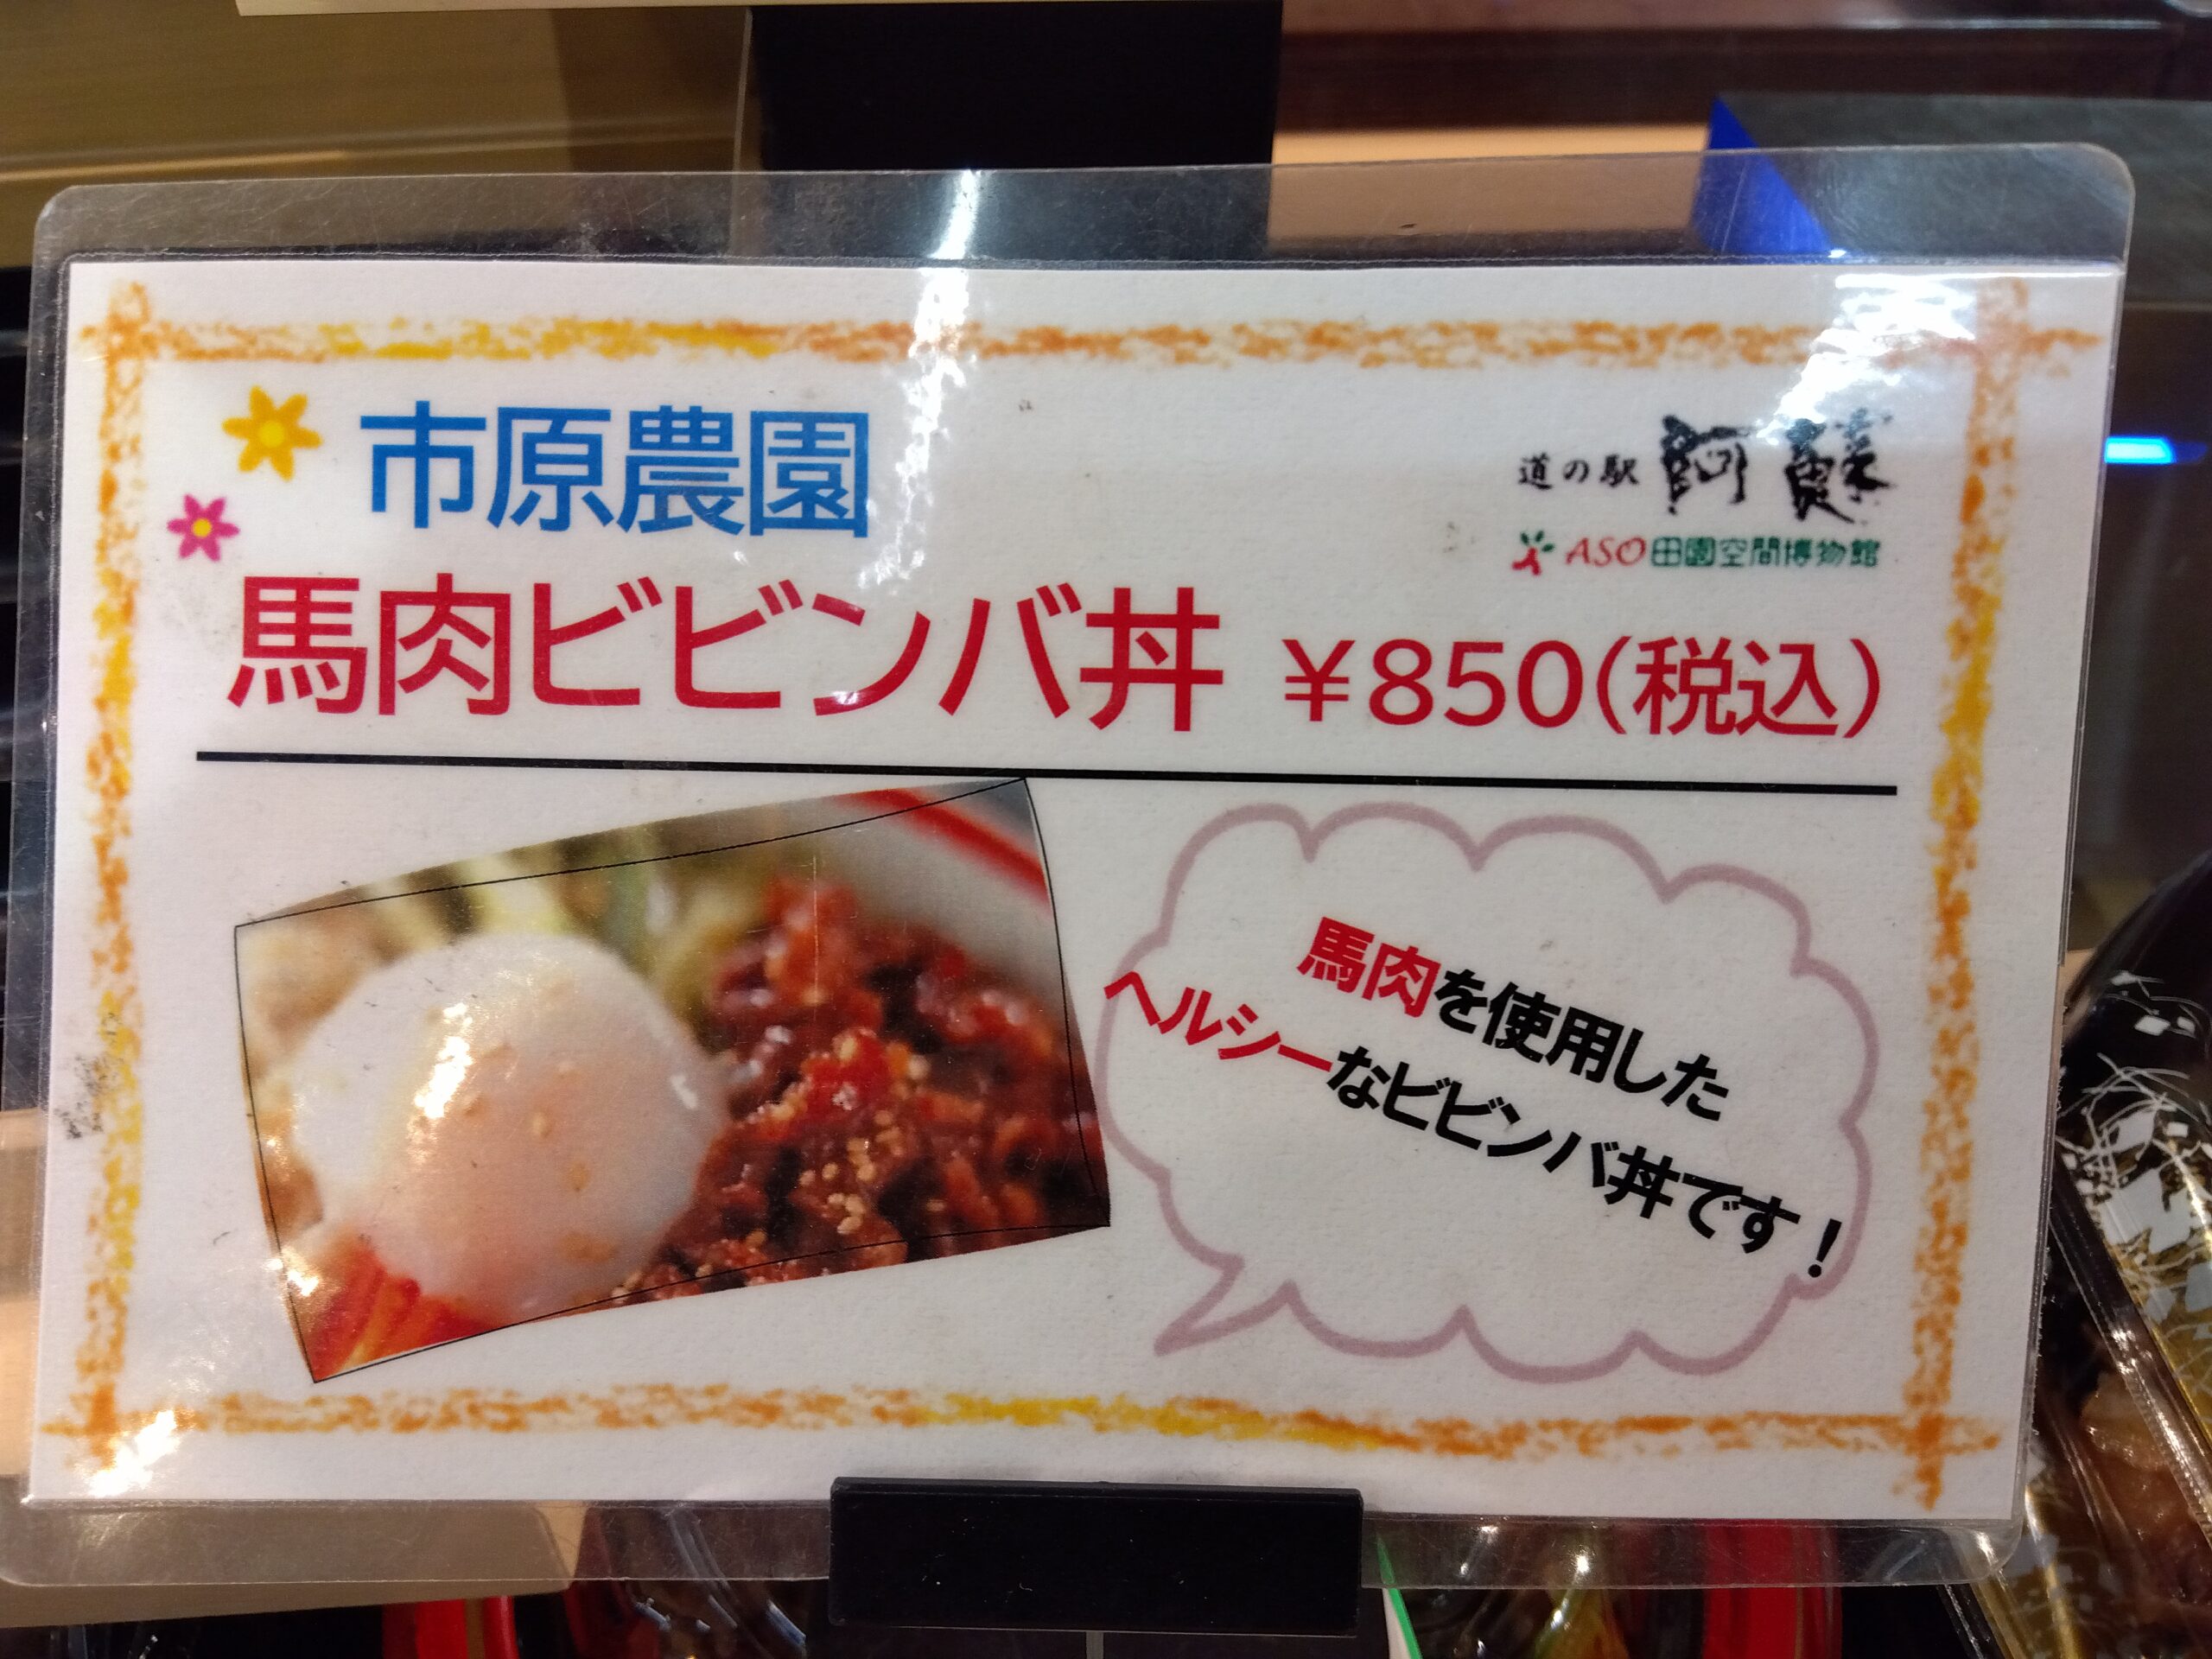 市原農園
道の駅 阿蘇
ASO田園空間博物館
馬肉ビビンバ丼 ¥850(税込)
馬肉を使用した
ヘルシーなビビンバ丼です!